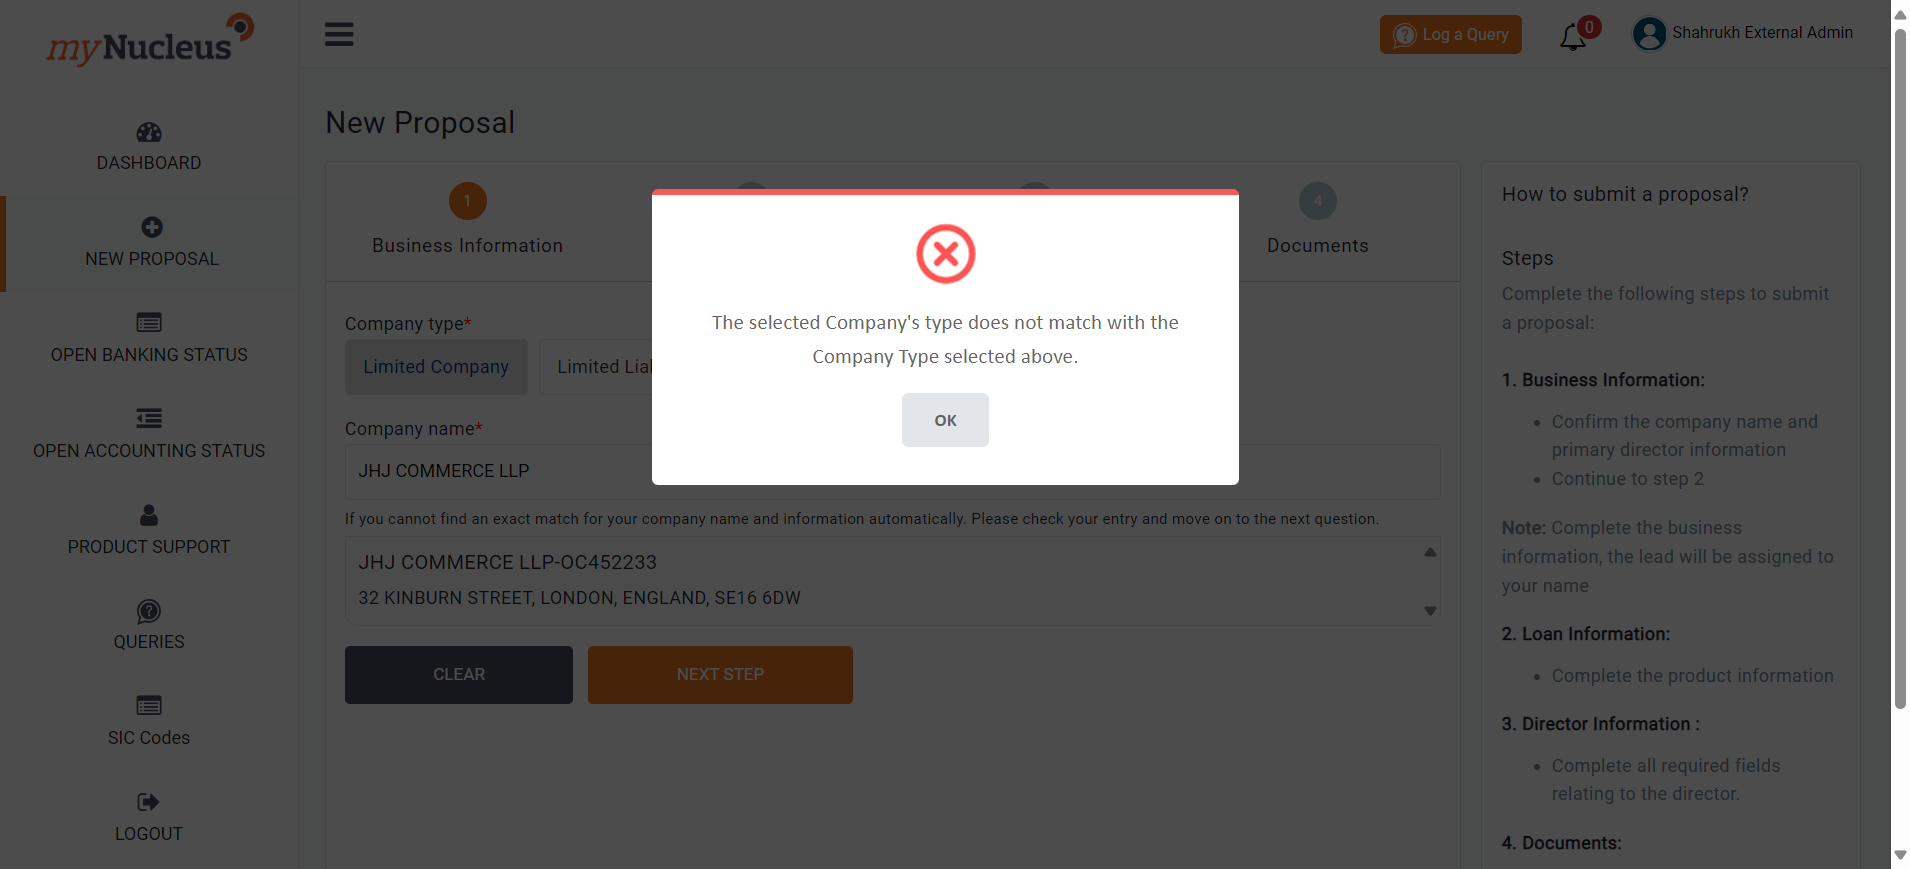 myNucleus
DASHBOARD
NEW PROPOSAL
OPEN BANKING STATUS
OPEN ACCOUNTING STATUS
PRODUCT SUPPORT
QUERIES
SIC Codes
LOGOUT
Log a Query
0
Shahrukh External Admin
New Proposal
1
Business Information
4
Documents
Company type*
Limited Company
Limited Lia
Company name*
JHJ COMMERCE LLP
If you cannot find an exact match for your company name and information automatically. Please check your entry and move on to the next question.
JHJ COMMERCE LLP-OC452233
32 KINBURN STREET, LONDON, ENGLAND, SE16 6DW
CLEAR
NEXT STEP
The selected Company's type does not match with the
Company Type selected above.
OK
How to submit a proposal?
Steps
Complete the following steps to submit
a proposal:
1. Business Information:
• Confirm the company name and
primary director information
• Continue to step 2
Note: Complete the business
information, the lead will be assigned to
your name
2. Loan Information:
• Complete the product information
3. Director Information :
• Complete all required fields
relating to the director.
4. Documents: